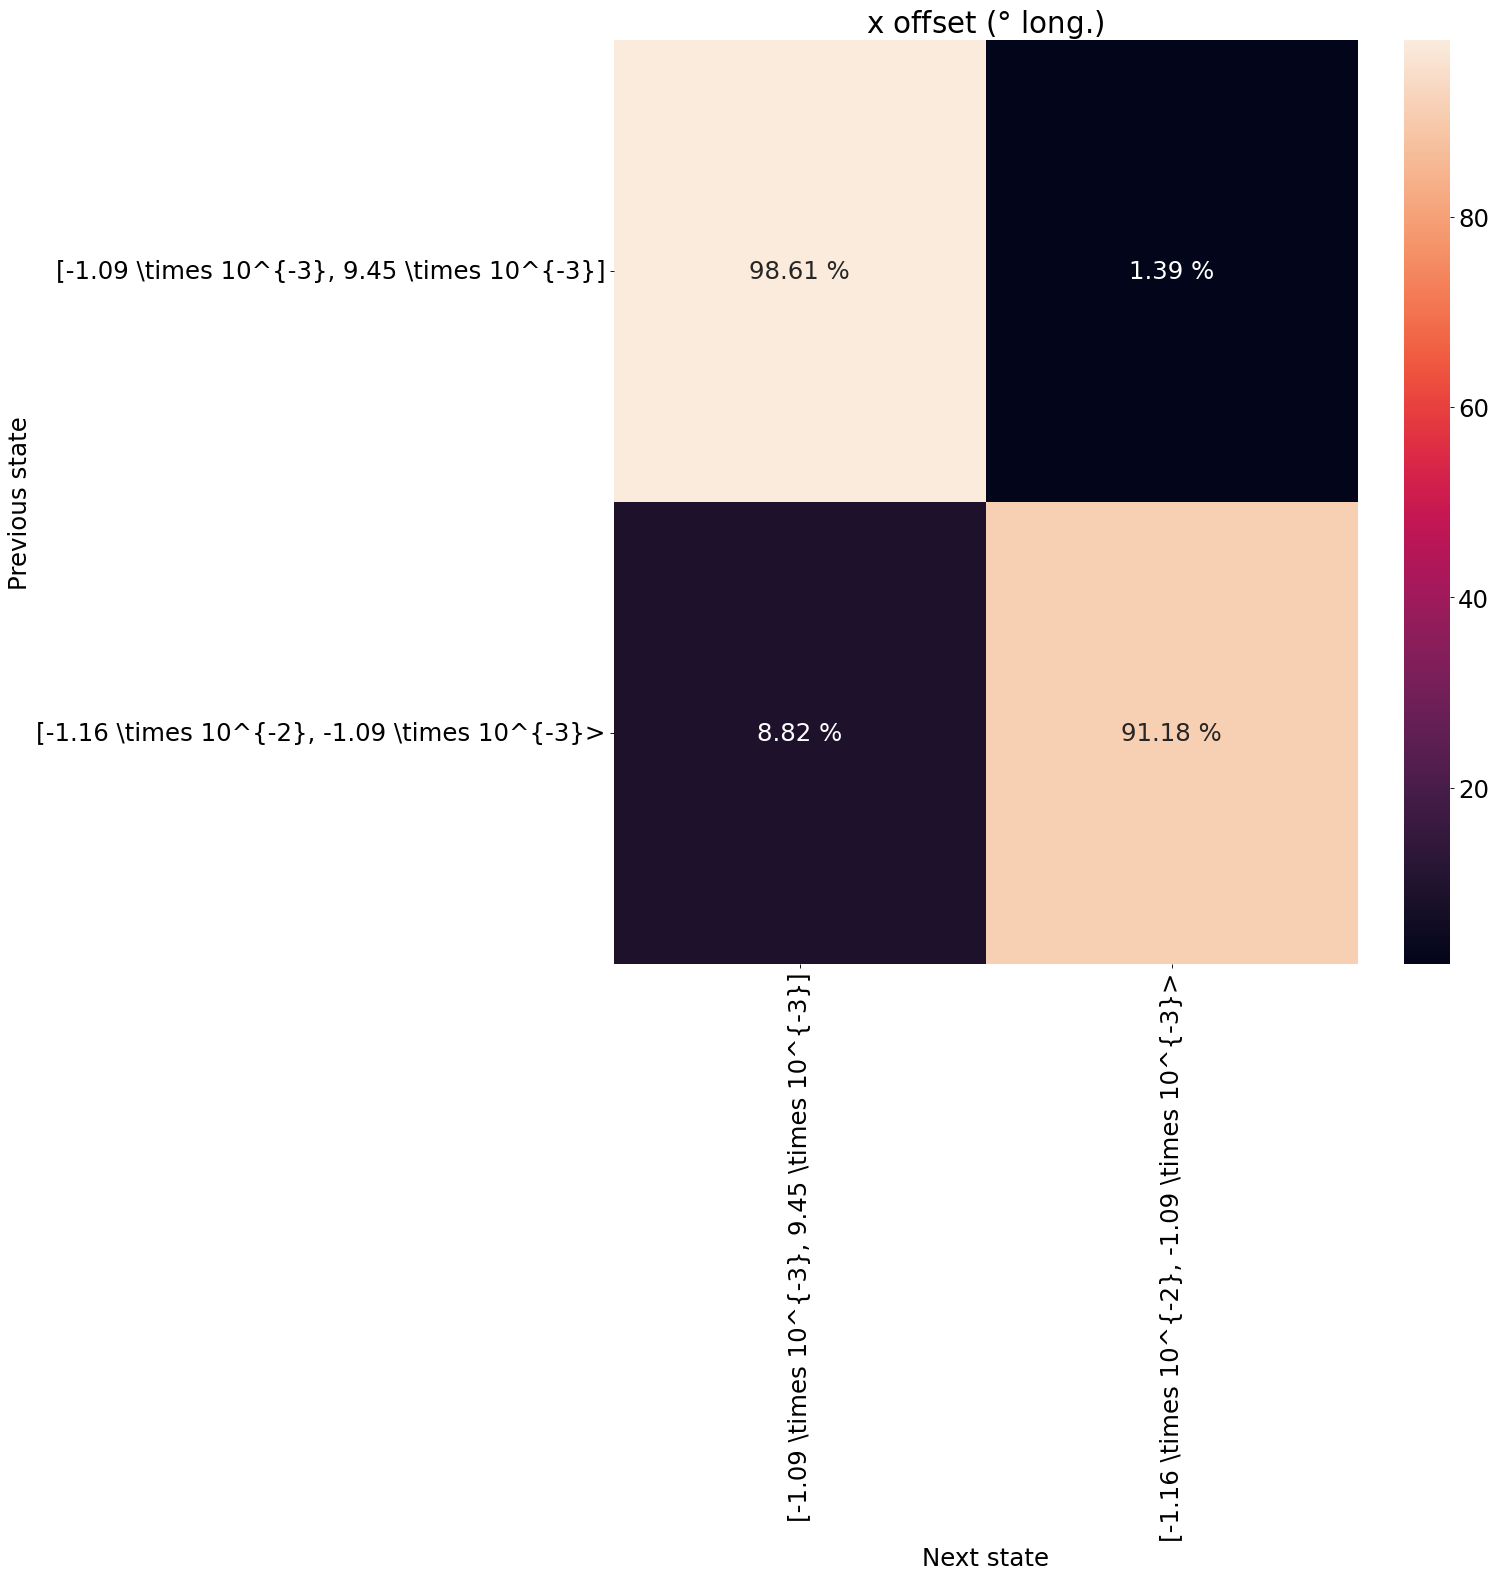 x offset (° long.)
[-1.09 \times 10^{-3}, 9.45 \times 10^{-3}]
98.61 %
1.39 %
80
60
40
20
Previous state
[-1.16 \times 10^{-2}, -1.09 \times 10^{-3}>
8.82 %
91.18 %
[-1.09 \times 10^{-3}, 9.45 \times 10^{-3}]
[-1.16 \times 10^{-2}, -1.09 \times 10^{-3}>
Next state